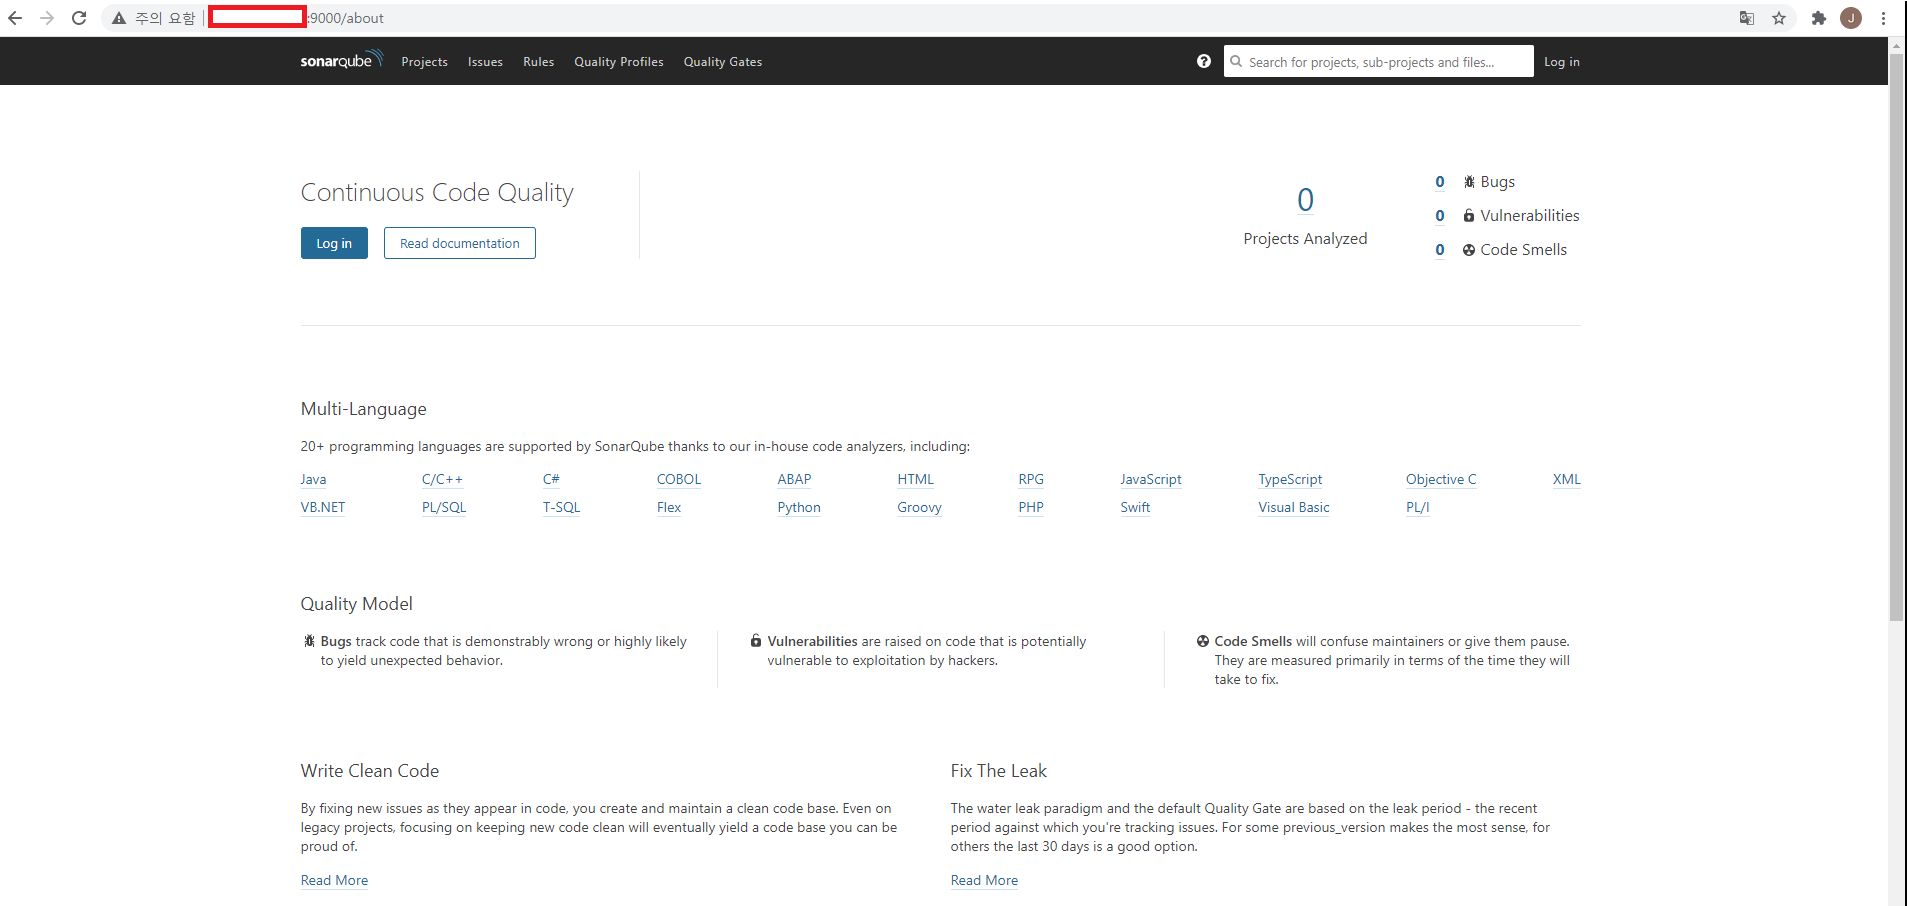 주의 요함 | :9000/about J
sonarqube Projects Issues Rules Quality Profiles Quality Gates ? Search for projects, sub-projects and files... Log in
Continuous Code Quality
Log in Read documentation
0
Projects Analyzed
0 Bugs
0 Vulnerabilities
0 Code Smells
Multi-Language
20+ programming languages are supported by SonarQube thanks to our in-house code analyzers, including:
Java C/C++ C# COBOL ABAP HTML RPG JavaScript TypeScript Objective C XML
VB.NET PL/SQL T-SQL Flex Python Groovy PHP Swift Visual Basic PL/I
Quality Model
Bugs track code that is demonstrably wrong or highly likely
to yield unexpected behavior.
Vulnerabilities are raised on code that is potentially
vulnerable to exploitation by hackers.
Code Smells will confuse maintainers or give them pause.
They are measured primarily in terms of the time they will
take to fix.
Write Clean Code
By fixing new issues as they appear in code, you create and maintain a clean code base. Even on
legacy projects, focusing on keeping new code clean will eventually yield a code base you can be
proud of.
Read More
Fix The Leak
The water leak paradigm and the default Quality Gate are based on the leak period - the recent
period against which you're tracking issues. For some previous_version makes the most sense, for
others the last 30 days is a good option.
Read More